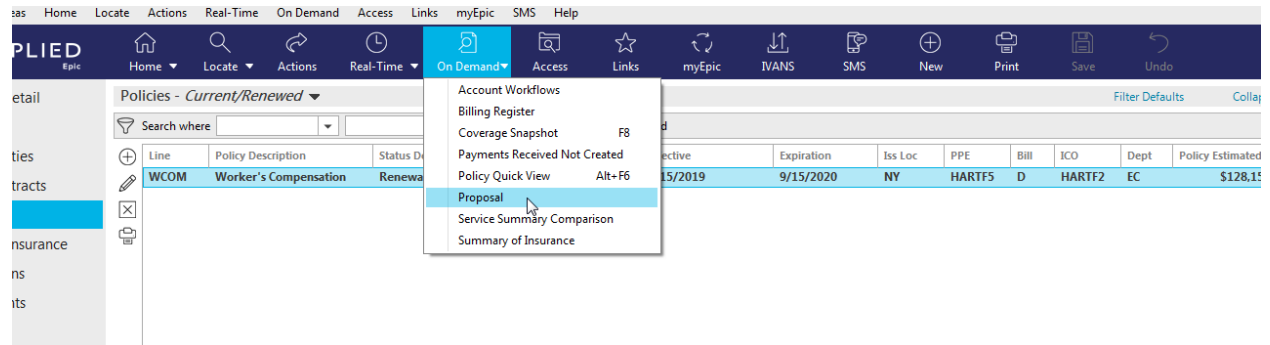 eas Home Locate Actions Real-Time On Demand Access Links myEpic SMS Help
PLIED
Epic
Home Locate Actions Real-Time On Demand Access Links myEpic IVANS SMS New Print Save Undo
etail
Policies - Current/Renewed
Filter Defaults Collap
Search where
d
ties
tracts
nsurance
ns
nts
Line Policy Description Status De ective Expiration Iss Loc PPE Bill ICO Dept Policy Estimated
WCOM Worker's Compensation Renewa 15/2019 9/15/2020 NY HARTF5 D HARTF2 EC $128,15
Account Workflows
Billing Register
Coverage Snapshot F8
Payments Received Not Created
Policy Quick View Alt+F6
Proposal
Service Summary Comparison
Summary of Insurance